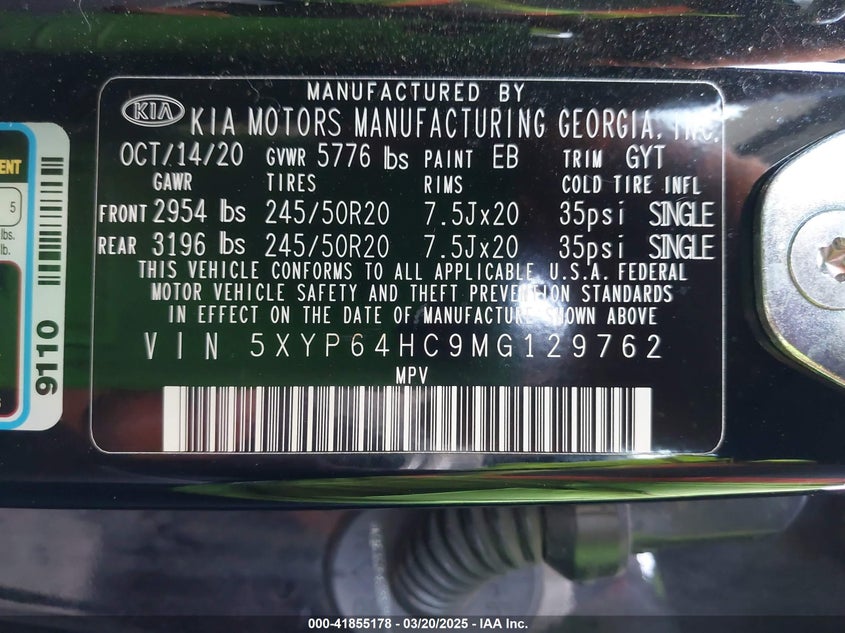 MANUFACTURED BY
KIA KIA MOTORS MANUFACTURING GEORGIA, INC.
OCT/14/20 GVWR 5776 lbs PAINT EB TRIM GYT
GAWR TIRES RIMS COLD TIRE INFL
FRONT 2954 lbs 245/50R20 7.5Jx20 35psi SINGLE
REAR 3196 lbs 245/50R20 7.5Jx20 35psi SINGLE
THIS VEHICLE CONFORMS TO ALL APPLICABLE U.S.A. FEDERAL
MOTOR VEHICLE SAFETY AND THEFT PREVENTION STANDARDS
IN EFFECT ON THE DATE OF MANUFACTURE SHOWN ABOVE
VIN 5XYP64HC9MG129762
MPV
5
lbs.
lb.
9110
000-41855178 - 03/20/2025 - IAA Inc.